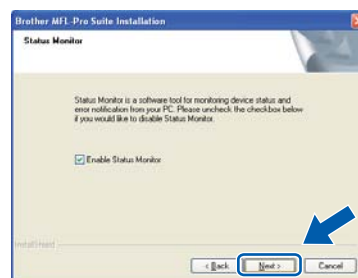 Brother MFL-Pro Suite Installation
Status Monitor
Status Monitor is a software tool for monitoring device status and
error notification from your PC. Please uncheck the checkbox below
if you would like to disable Status Monitor.
Enable Status Monitor
InstallShield
< Back
Next >
Cancel